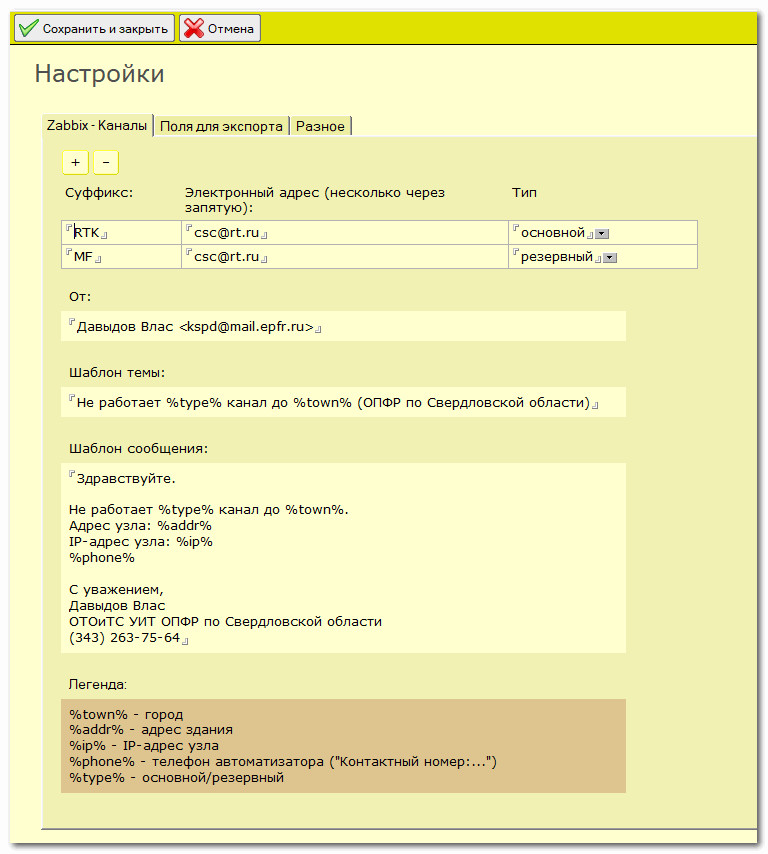 Сохранить и закрыть Отмена
Настройки
Zabbix - Каналы Поля для экспорта Разное
+ -
Суффикс: Электронный адрес (несколько через запятую): Тип
RTK csc@rt.ru основной
MF csc@rt.ru резервный
От:
Давыдов Влас <kspd@mail.epfr.ru>
Шаблон темы:
Не работает %type% канал до %town% (ОПФР по Свердловской области)
Шаблон сообщения:
Здравствуйте.
Не работает %type% канал до %town%.
Адрес узла: %addr%
IP-адрес узла: %ip%
%phone%
С уважением,
Давыдов Влас
ОТОиТС УИТ ОПФР по Свердловской области
(343) 263-75-64
Легенда:
%town% - город
%addr% - адрес здания
%ip% - IP-адрес узла
%phone% - телефон автоматизатора ("Контактный номер:...")
%type% - основной/резервный